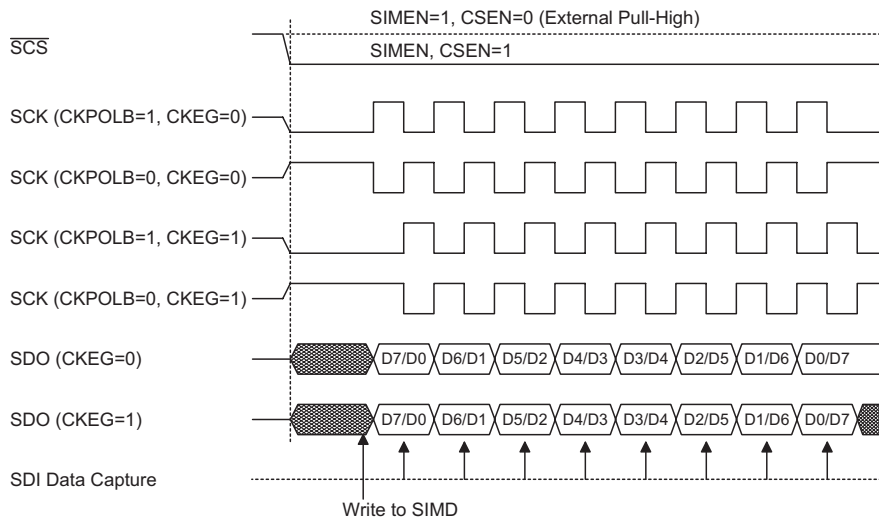 SIMEN=1, CSEN=0 (External Pull-High)
SCS
SIMEN, CSEN=1
SCK (CKPOLB=1, CKEG=0)
SCK (CKPOLB=0, CKEG=0)
SCK (CKPOLB=1, CKEG=1)
SCK (CKPOLB=0, CKEG=1)
SDO (CKEG=0) D7/D0 D6/D1 D5/D2 D4/D3 D3/D4 D2/D5 D1/D6 D0/D7
SDO (CKEG=1) D7/D0 D6/D1 D5/D2 D4/D3 D3/D4 D2/D5 D1/D6 D0/D7
SDI Data Capture
Write to SIMD